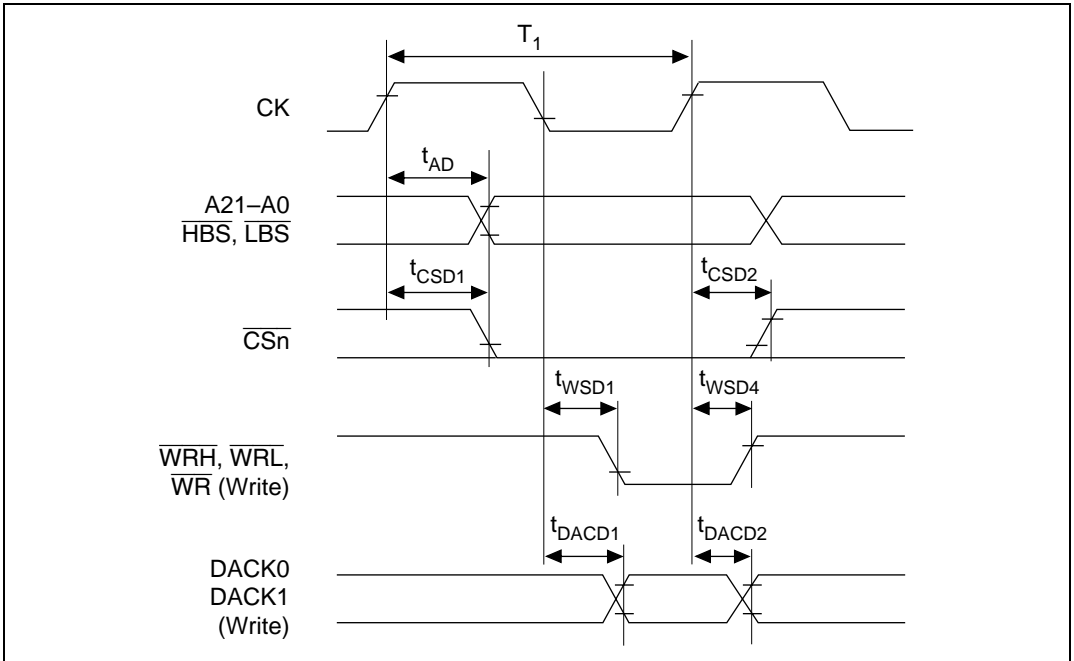 T1
CK
tAD
A21–A0
HBS, LBS
tCSD1
tCSD2
CSn
tWSD1
tWSD4
WRH, WRL,
WR (Write)
tDACD1
tDACD2
DACK0
DACK1
(Write)